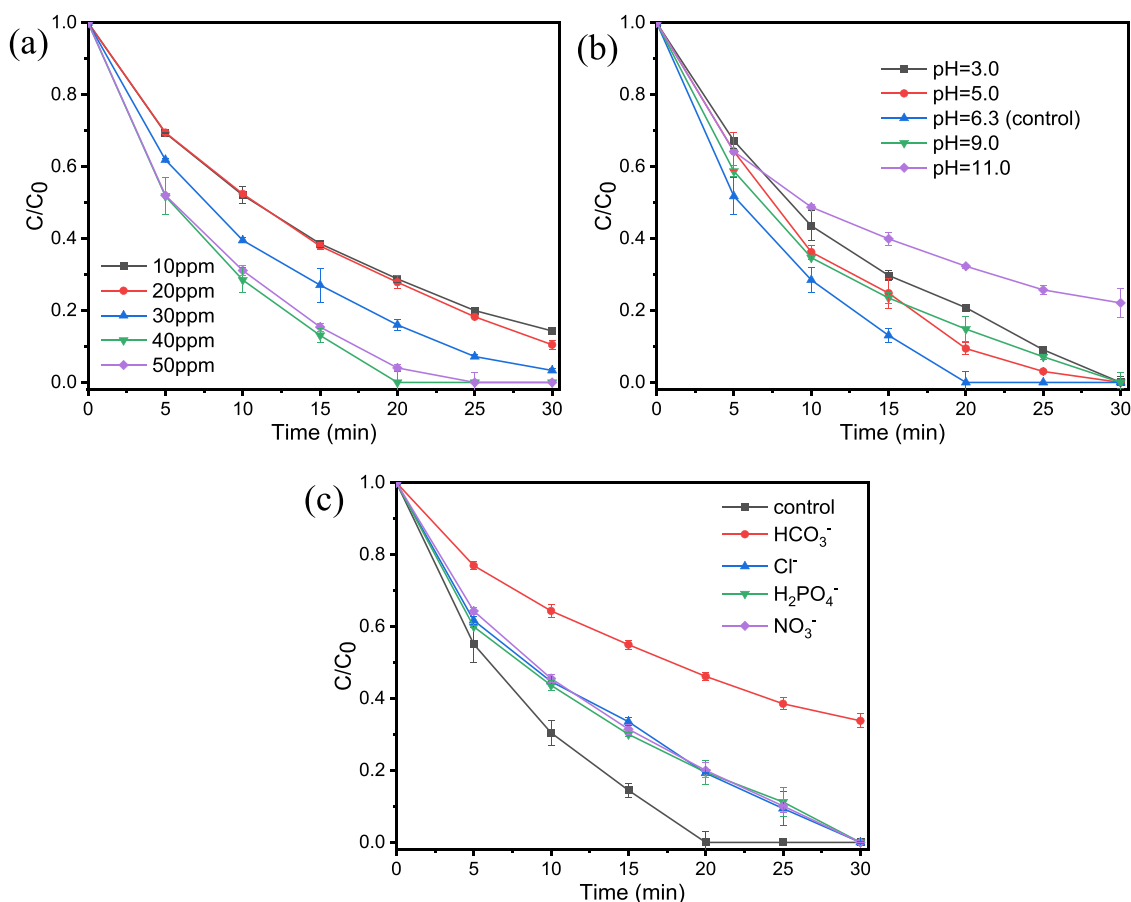 (a)
1.0
0.8
0.6
0.4
0.2
0.0
C/C₀
10ppm
20ppm
30ppm
40ppm
50ppm
0 5 10 15 20 25 30
Time (min)
(b)
1.0
0.8
0.6
0.4
0.2
0.0
C/C₀
pH=3.0
pH=5.0
pH=6.3 (control)
pH=9.0
pH=11.0
0 5 10 15 20 25 30
Time (min)
(c)
1.0
0.8
0.6
0.4
0.2
0.0
C/C₀
control
HCO₃⁻
Cl⁻
H₂PO₄⁻
NO₃⁻
0 5 10 15 20 25 30
Time (min)